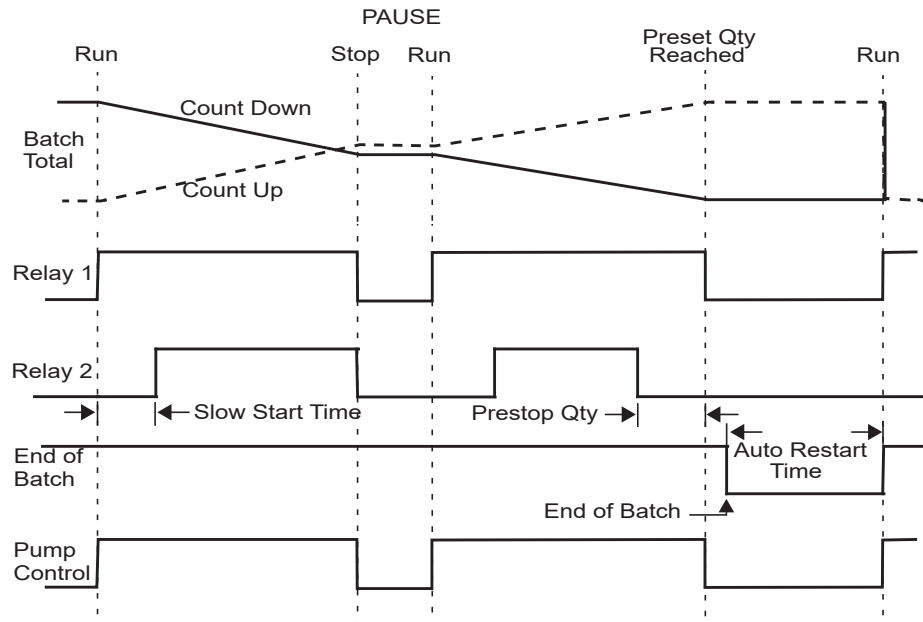 PAUSE
Run
Stop
Run
Preset Qty
Reached
Run
Count Down
Batch
Total
Count Up
Relay 1
Relay 2
Slow Start Time
Prestop Qty
End of
Batch
Auto Restart
Time
End of Batch
Pump
Control